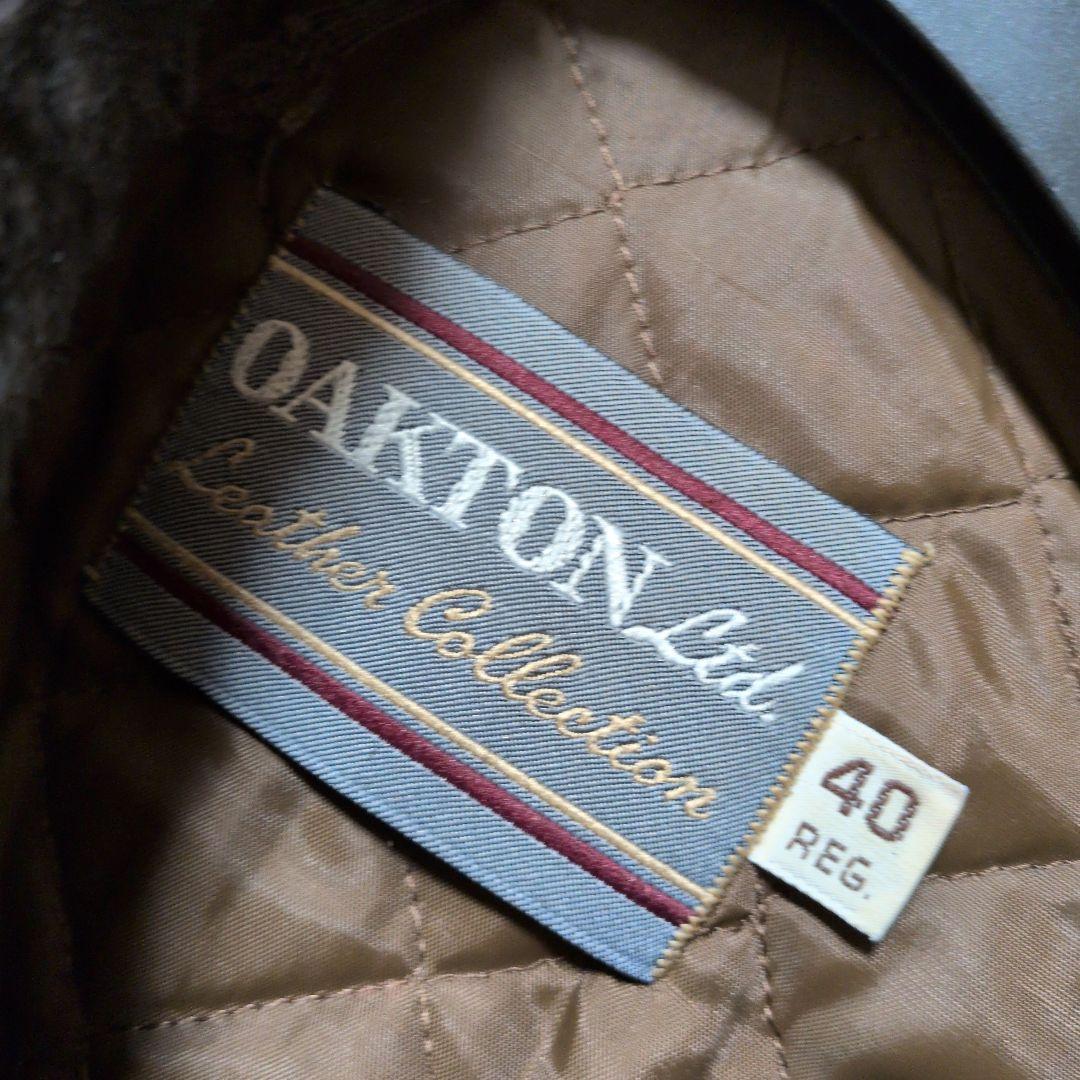 OAKTON Ltd.
Leather Collection
40
REG.